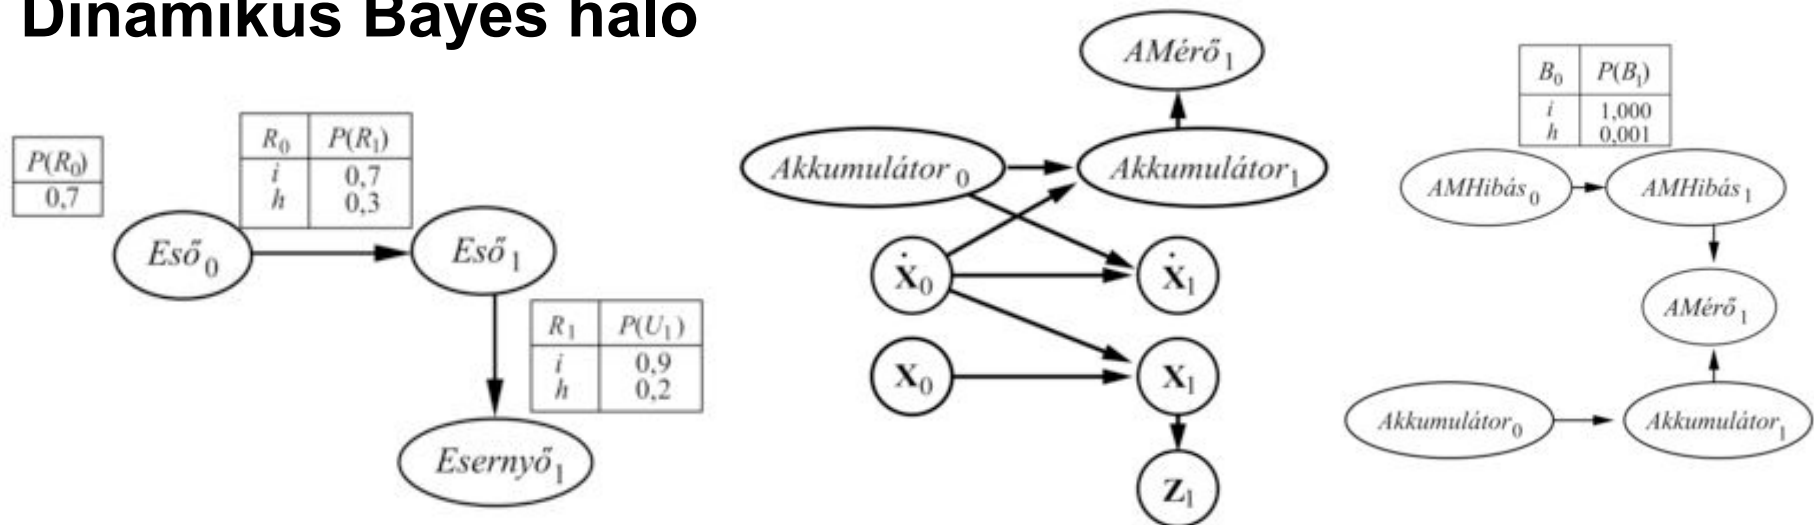 Dinamikus Bayes háló
P(R₀)
0,7
R₀ P(R₁)
i 0,7
h 0,3
Eső₀
Eső₁
R₁ P(U₁)
i 0,9
h 0,2
Esernyő₁
AMérő₁
Akkumulátor₀
Akkumulátor₁
Ẋ₀
Ẋ₁
X₀
X₁
Z₁
B₀ P(B₁)
i 1,000
h 0,001
AMHibás₀
AMHibás₁
AMérő₁
Akkumulátor₀
Akkumulátor₁